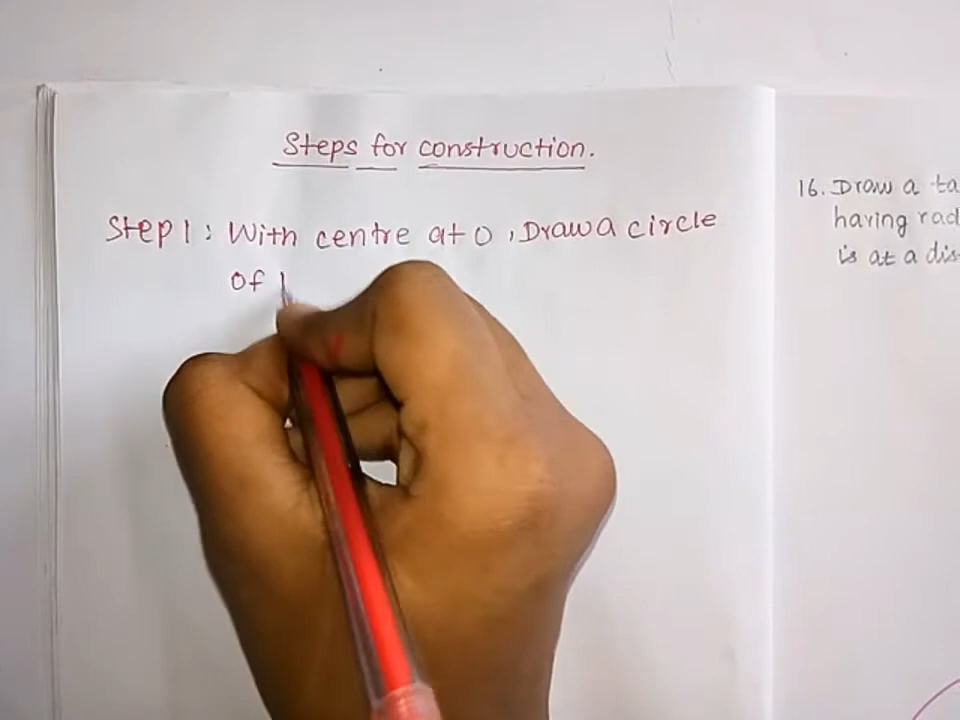 Steps for construction.
Step 1: With centre at O, Draw a circle
of
16. Draw a ta
having rad
is at a dis